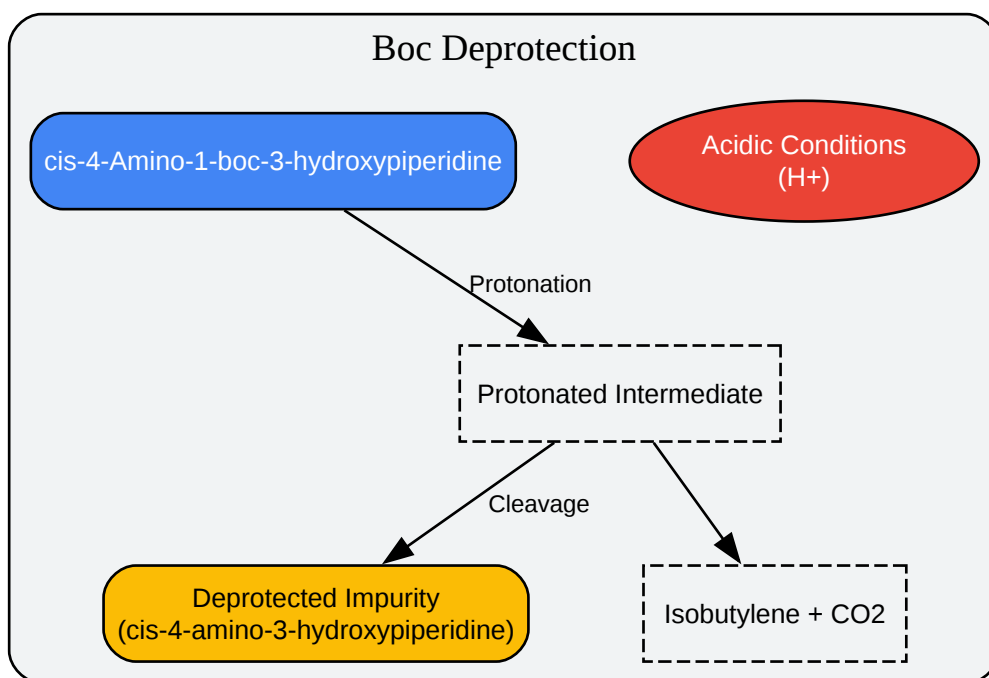 Boc Deprotection
cis-4-Amino-1-boc-3-hydroxypiperidine
Acidic Conditions
(H+)
Protonation
Protonated Intermediate
Cleavage
Deprotected Impurity
(cis-4-amino-3-hydroxypiperidine)
Isobutylene + CO2